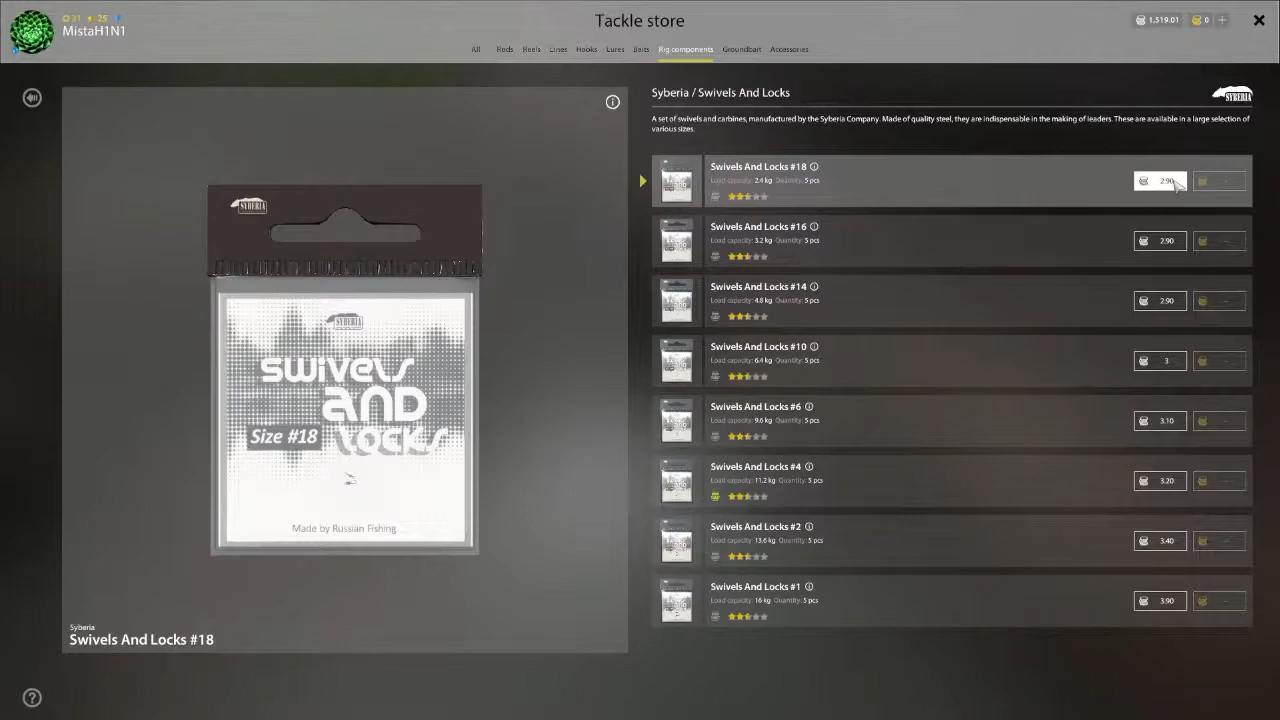 31 25
MistaH1N1
Tackle store
1,519.01 0
All Rods Reels Lines Hooks Lures Baits Rig components Groundbait Accessories
Syberia / Swivels And Locks
SYBERIA
A set of swivels and carbines, manufactured by the Syberia Company. Made of quality steel, they are indispensable in the making of leaders. These are available in a large selection of
various sizes.
Swivels And Locks #18
Load capacity: 2.4 kg Quantity: 5 pcs
2.90
Swivels And Locks #16
Load capacity: 3.2 kg Quantity: 5 pcs
2.90
Swivels And Locks #14
Load capacity: 4.8 kg Quantity: 5 pcs
2.90
Swivels And Locks #10
Load capacity: 6.4 kg Quantity: 5 pcs
3
Swivels And Locks #6
Load capacity: 9.6 kg Quantity: 5 pcs
3.10
Swivels And Locks #4
Load capacity: 11.2 kg Quantity: 5 pcs
3.20
Swivels And Locks #2
Load capacity: 13.6 kg Quantity: 5 pcs
3.40
Swivels And Locks #1
Load capacity: 16 kg Quantity: 5 pcs
3.90
SYBERIA
SYBERIA
swivels
AND
Size #18 LOCKS
Made by Russian Fishing
Syberia
Swivels And Locks #18